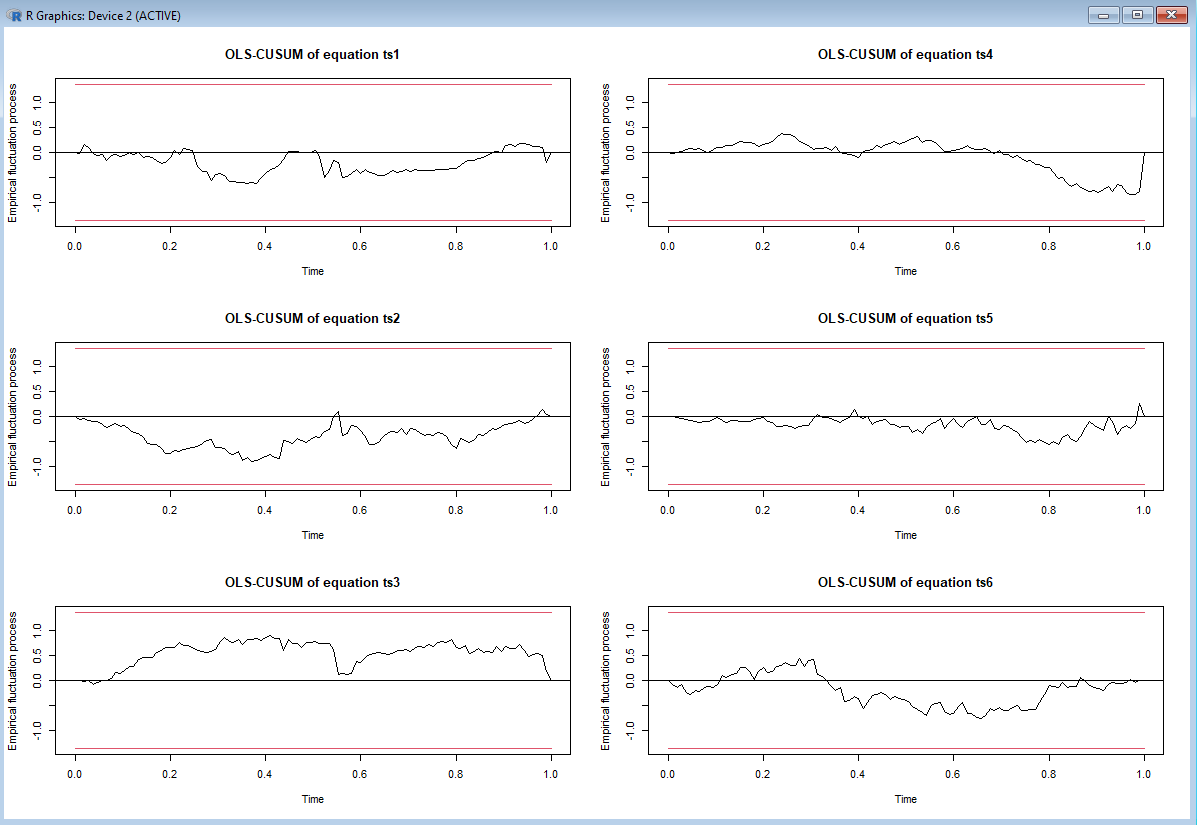 R Graphics: Device 2 (ACTIVE)
OLS-CUSUM of equation ts1
Empirical fluctuation process
1.0
0.5
0.0
-1.0
0.0 0.2 0.4 0.6 0.8 1.0
Time
OLS-CUSUM of equation ts4
Empirical fluctuation process
1.0
0.5
0.0
-1.0
0.0 0.2 0.4 0.6 0.8 1.0
Time
OLS-CUSUM of equation ts2
Empirical fluctuation process
1.0
0.5
0.0
-1.0
0.0 0.2 0.4 0.6 0.8 1.0
Time
OLS-CUSUM of equation ts5
Empirical fluctuation process
1.0
0.5
0.0
-1.0
0.0 0.2 0.4 0.6 0.8 1.0
Time
OLS-CUSUM of equation ts3
Empirical fluctuation process
1.0
0.5
0.0
-1.0
0.0 0.2 0.4 0.6 0.8 1.0
Time
OLS-CUSUM of equation ts6
Empirical fluctuation process
1.0
0.5
0.0
-1.0
0.0 0.2 0.4 0.6 0.8 1.0
Time